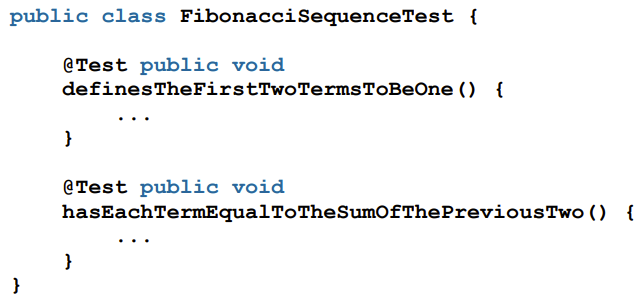 public class FibonacciSequenceTest {
@Test public void
definesTheFirstTwoTermsToBeOne() {
...
}
@Test public void
hasEachTermEqualToTheSumOfThePreviousTwo() {
...
}
}